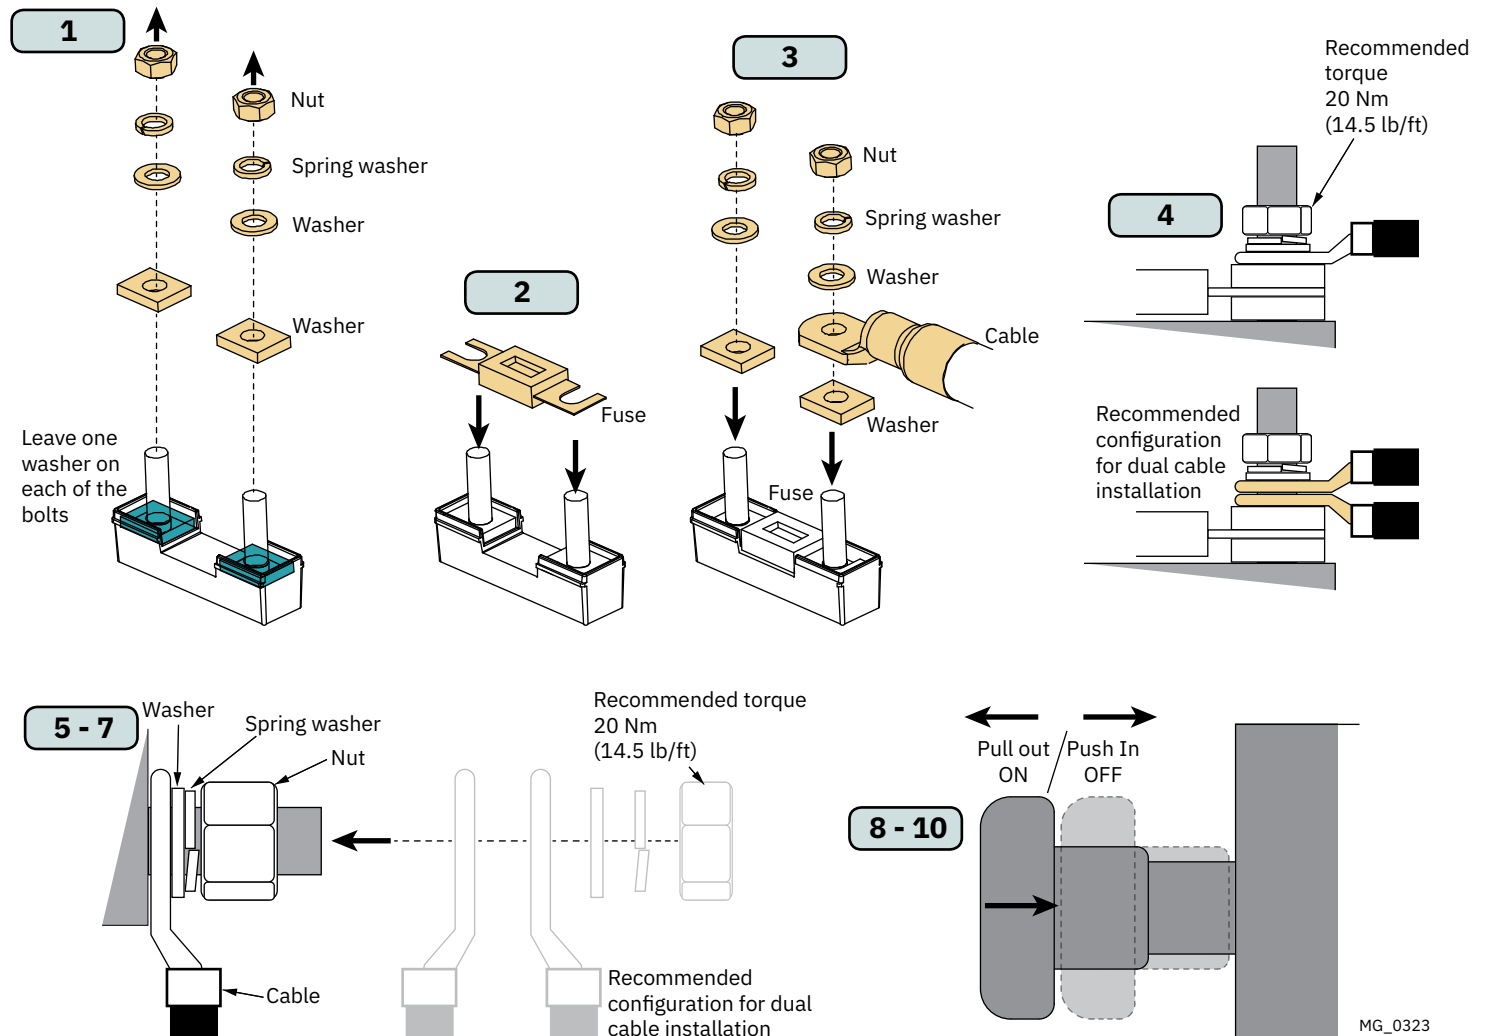 1
Nut
Spring washer
Washer
Washer
Leave one
washer on
each of the
bolts
2
Fuse
3
Nut
Spring washer
Washer
Cable
Washer
Fuse
4
Recommended
torque
20 Nm
(14.5 lb/ft)
Recommended
configuration
for dual cable
installation
5 - 7
Washer
Spring washer
Nut
Cable
Recommended torque
20 Nm
(14.5 lb/ft)
Recommended
configuration for dual
cable installation
8 - 10
Pull out
ON
Push In
OFF
MG_0323